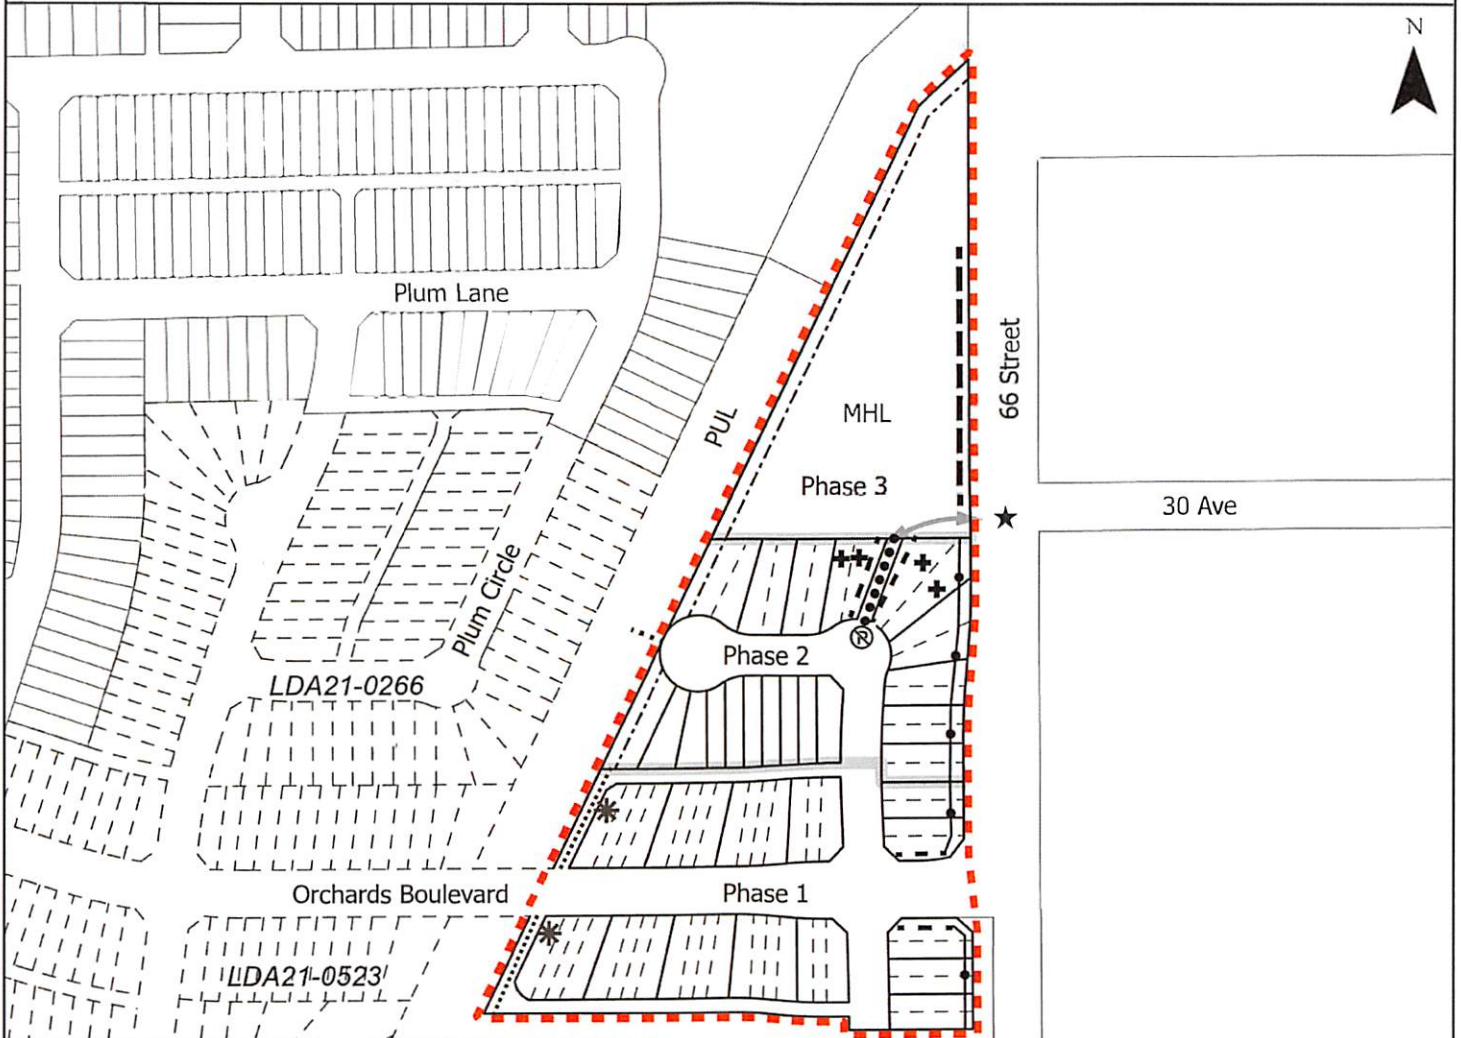 N
Plum Lane
66 Street
MHL
PUL
Phase 3
30 Ave
Plum Circle
P
Phase 2
LDA21-0266
Orchards Boulevard
Phase 1
LDA21-0523